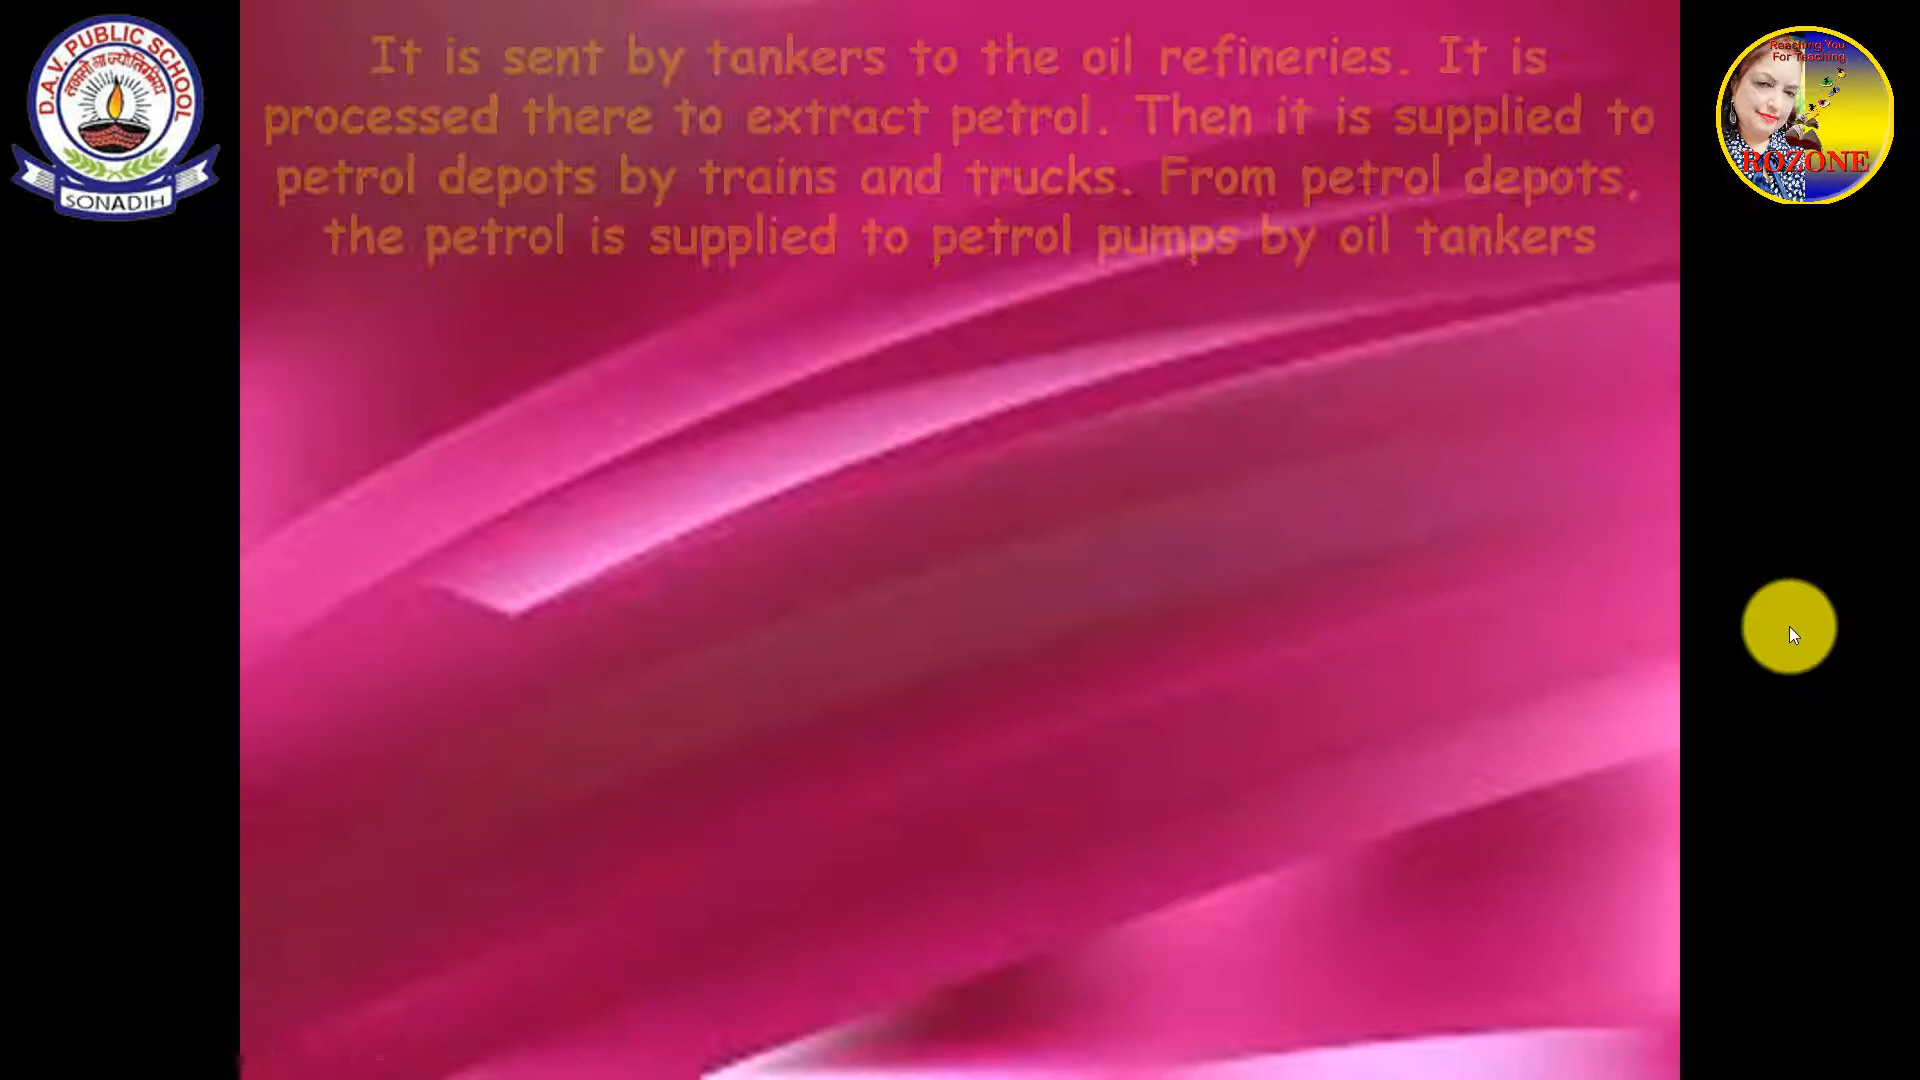 It is sent by tankers to the oil refineries. It is
processed there to extract petrol. Then it is supplied to
petrol depots by trains and trucks. From petrol depots,
the petrol is supplied to petrol pumps by oil tankers
D.A.V. PUBLIC SCHOOL
तमसो मा ज्योतिर्गमय
SONADIH
Reaching You
For Teaching
ROZONE